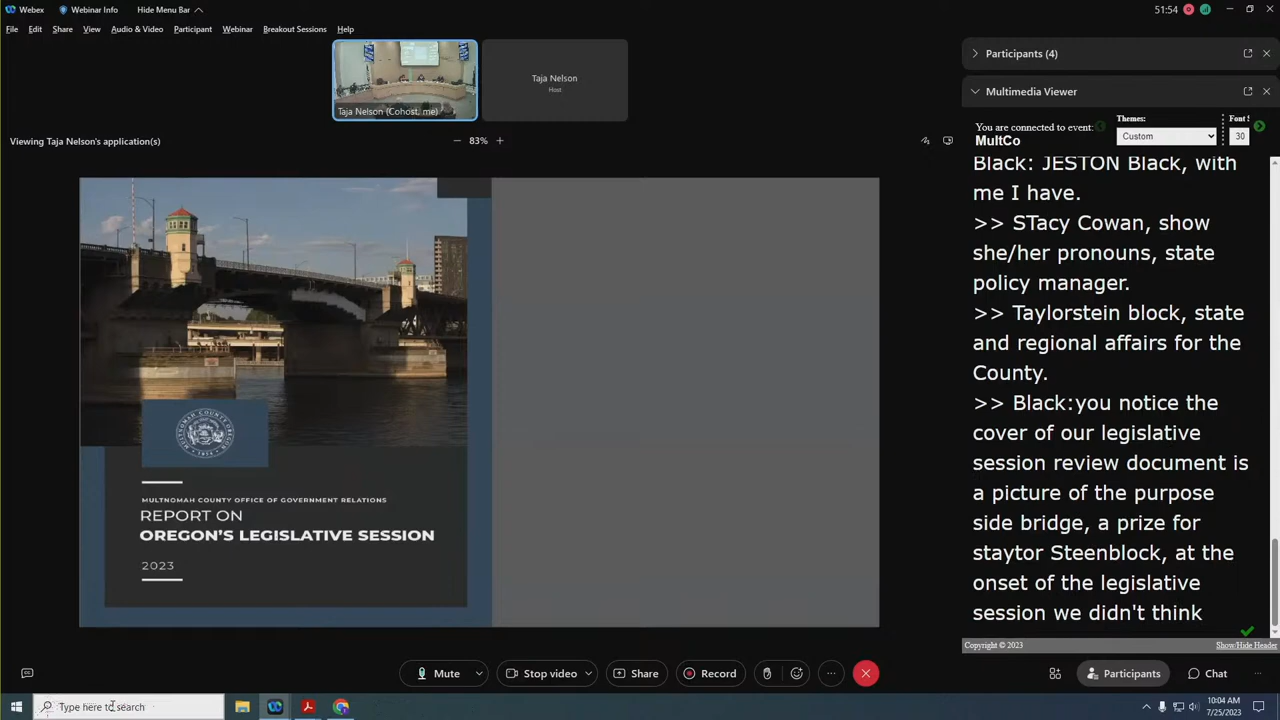 Webex
Webinar Info
Hide Menu Bar
51:54
File
Edit
Share
View
Audio & Video
Participant
Webinar
Breakout Sessions
Help
Taja Nelson (Cohost, me)
Taja Nelson
Host
Viewing Taja Nelson's application(s)
83%
MULTNOMAH COUNTY OREGON
1854
MULTNOMAH COUNTY OFFICE OF GOVERNMENT RELATIONS
REPORT ON
OREGON'S LEGISLATIVE SESSION
2023
Participants (4)
Multimedia Viewer
You are connected to event:
MultCo
Themes:
Custom
Font S
30
Black: JESTON Black, with
me I have.
>> STacy Cowan, show
she/her pronouns, state
policy manager.
>> Taylorstein block, state
and regional affairs for the
County.
>> Black:you notice the
cover of our legislative
session review document is
a picture of the purpose
side bridge, a prize for
staytor Steenblock, at the
onset of the legislative
session we didn't think
Copyright © 2023
Show/Hide Header
Mute
Stop video
Share
Record
Participants
Chat
Type here to search
10:04 AM
7/25/2023